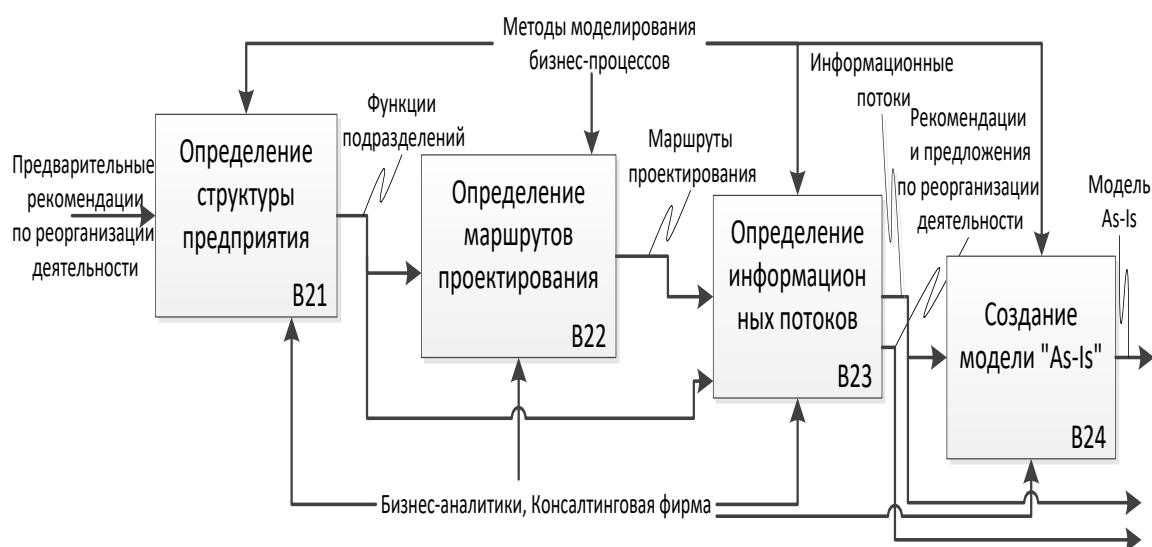 Методы моделирования
бизнес-процессов
Функции
подразделений
Информационные
потоки
Рекомендации
и предложения
по реорганизации
деятельности
Маршруты
проектирования
Модель
As-Is
Предварительные
рекомендации
по реорганизации
деятельности
Определение
структуры
предприятия
B21
Определение
маршрутов
проектирования
B22
Определение
информацион
ных потоков
B23
Создание
модели "As-Is"
B24
Бизнес-аналитики, Консалтинговая фирма